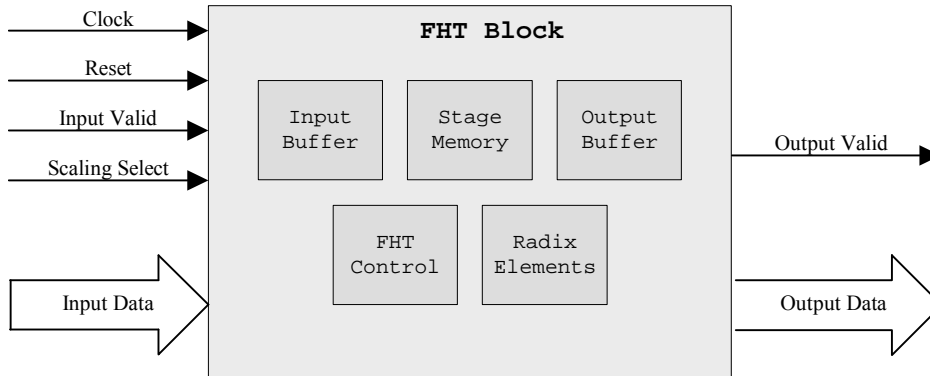 Clock
FHT Block
Reset
Input Valid
Scaling Select
Input
Buffer
Stage
Memory
Output
Buffer
Output Valid
FHT
Control
Radix
Elements
Input Data
Output Data